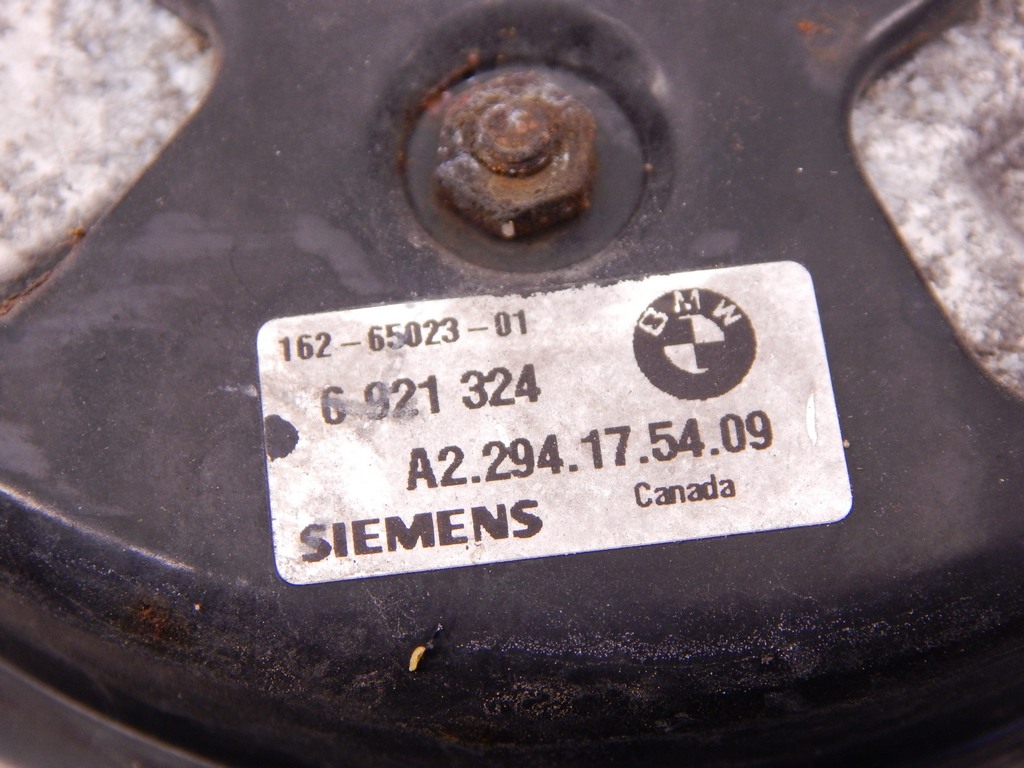 162-65023-01
BMW
6 921 324
A2.294.17.54.09
Canada
SIEMENS